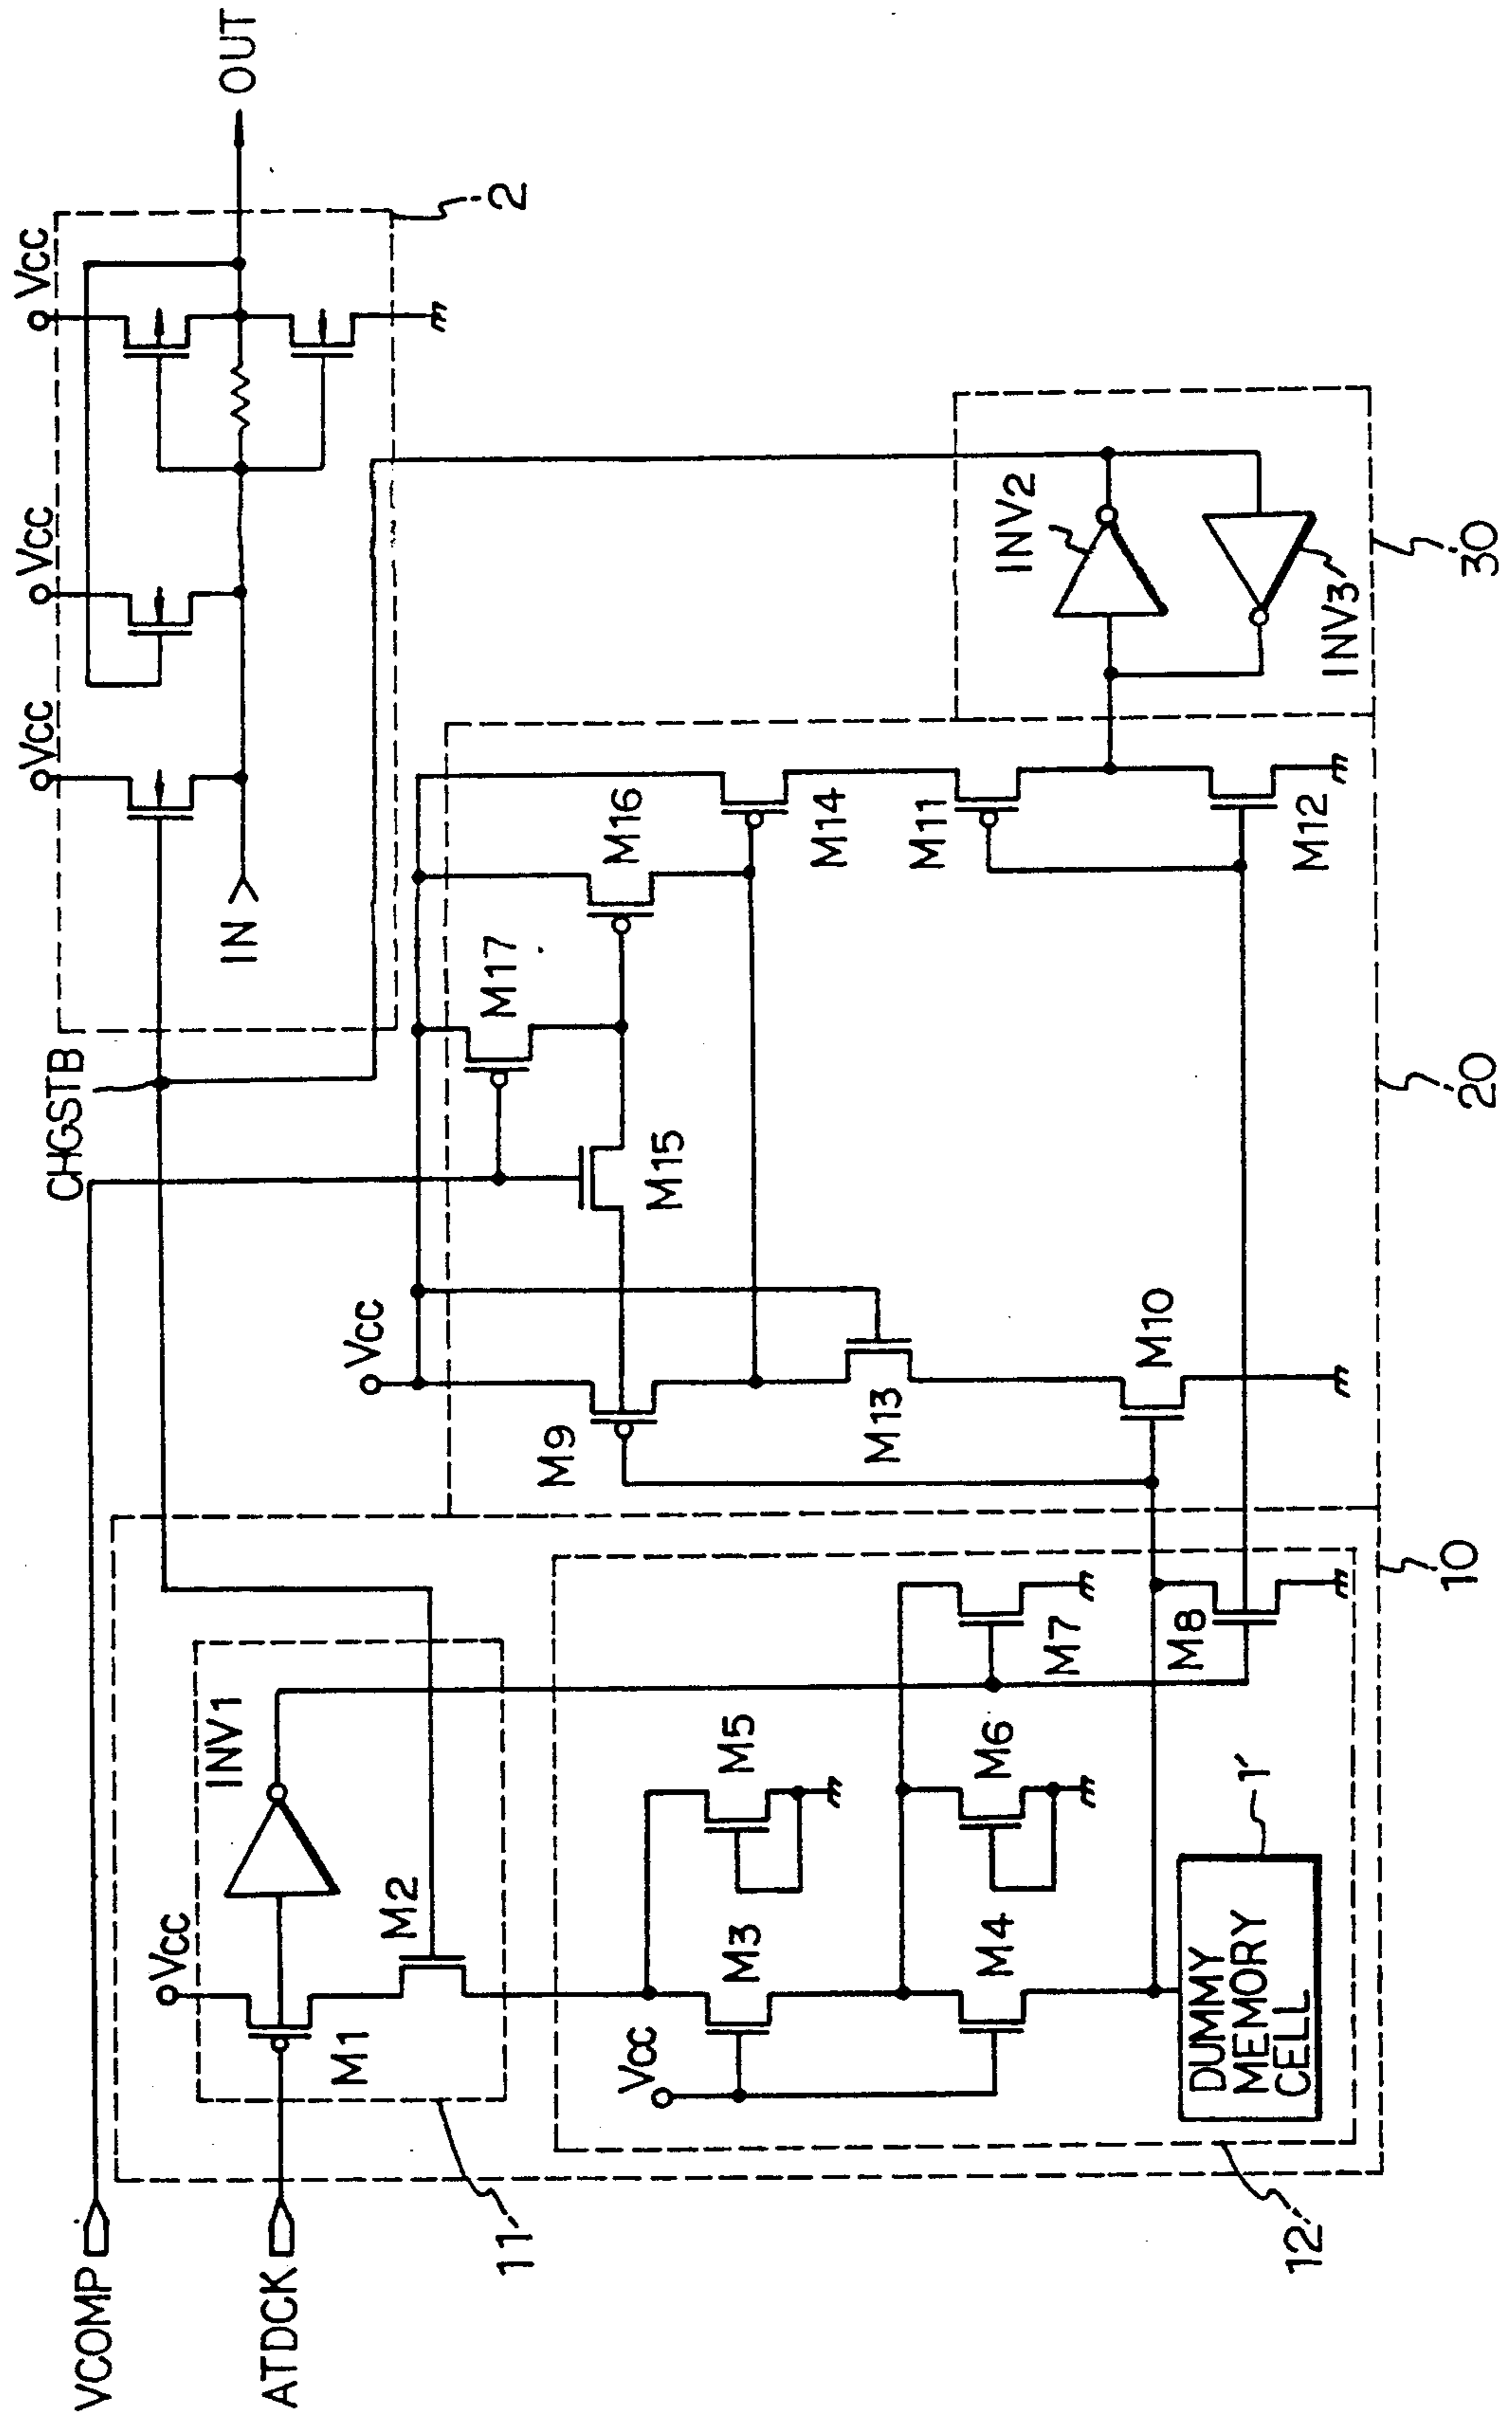 VCOMP
ATDCK
11'
12'
Vcc
INV1
M1
M2
Vcc
M3
M5
M4
M6
M7
M8
DUMMY
MEMORY
CELL
1'
10
CHGSTB
Vcc
M9
M13
M10
M15
M17
M16
M14
M11
M12
20
IN
Vcc
Vcc
Vcc
OUT
2
INV2
INV3
30